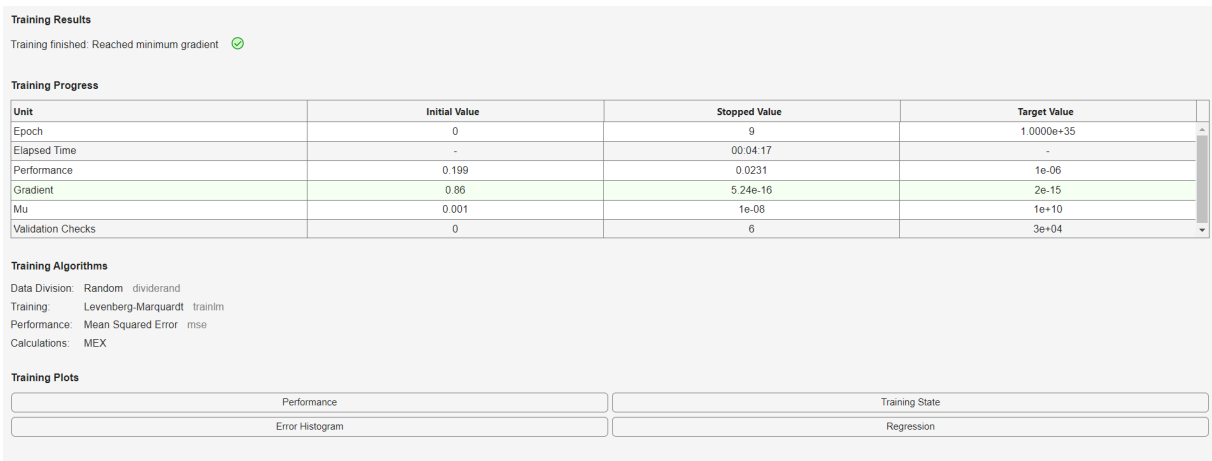 Training Results
Training finished: Reached minimum gradient
Training Progress
Unit Initial Value Stopped Value Target Value
Epoch 0 9 1.0000e+35
Elapsed Time - 00:04:17 -
Performance 0.199 0.0231 1e-06
Gradient 0.86 5.24e-16 2e-15
Mu 0.001 1e-08 1e+10
Validation Checks 0 6 3e+04
Training Algorithms
Data Division: Random dividerand
Training: Levenberg-Marquardt trainlm
Performance: Mean Squared Error mse
Calculations: MEX
Training Plots
Performance Training State
Error Histogram Regression